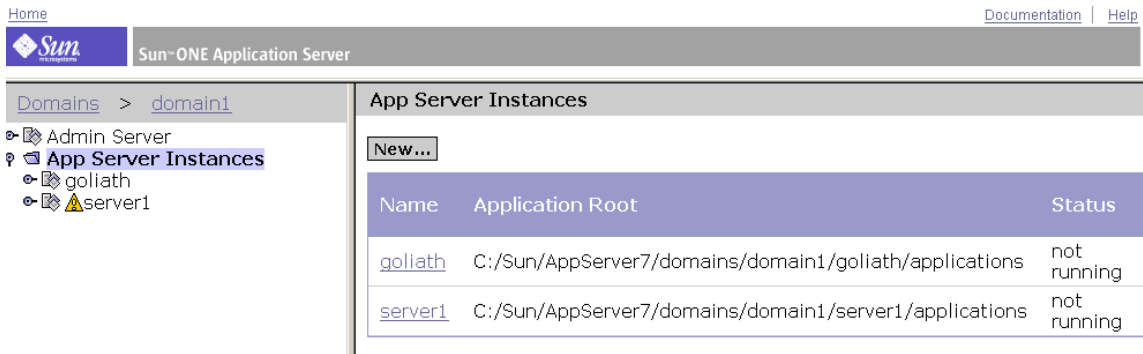 Home
Documentation | Help
Sun
microsystems
Sun™ ONE Application Server
Domains > domain1
Admin Server
App Server Instances
goliath
server1
App Server Instances
New...
Name Application Root Status
goliath C:/Sun/AppServer7/domains/domain1/goliath/applications not
running
server1 C:/Sun/AppServer7/domains/domain1/server1/applications not
running